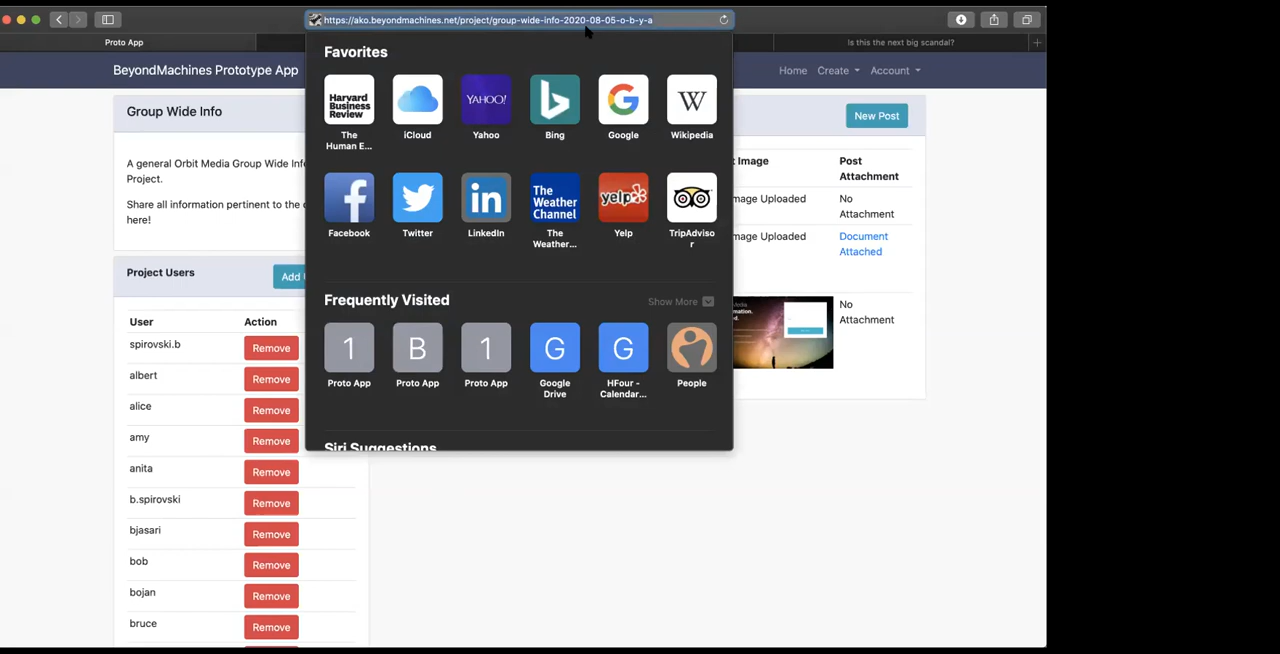 https://ako.beyondmachines.net/project/group-wide-info-2020-08-05-o-b-y-a
Proto App
Is this the next big scandal?
BeyondMachines Prototype App
Home
Create
Account
Group Wide Info
A general Orbit Media Group Wide Inf
Project.
Share all information pertinent to the
here!
Project Users
Add
User
Action
spirovski.b
Remove
albert
Remove
alice
Remove
amy
Remove
anita
Remove
b.spirovski
Remove
bjasari
Remove
bob
Remove
bojan
Remove
bruce
Remove
Favorites
Harvard
Business
Review
The
Human E...
iCloud
YAHOO!
Yahoo
Bing
G
Google
W
Wikipedia
Facebook
Twitter
in
LinkedIn
The
Weather
Channel
The
Weather...
yelp
Yelp
TripAdviso
r
Frequently Visited
Show More
1
Proto App
B
Proto App
1
Proto App
G
Google
Drive
G
HFour -
Calendar...
People
Siri Suggestions
New Post
Image
Post
Attachment
mage Uploaded
No
Attachment
mage Uploaded
Document
Attached
No
Attachment